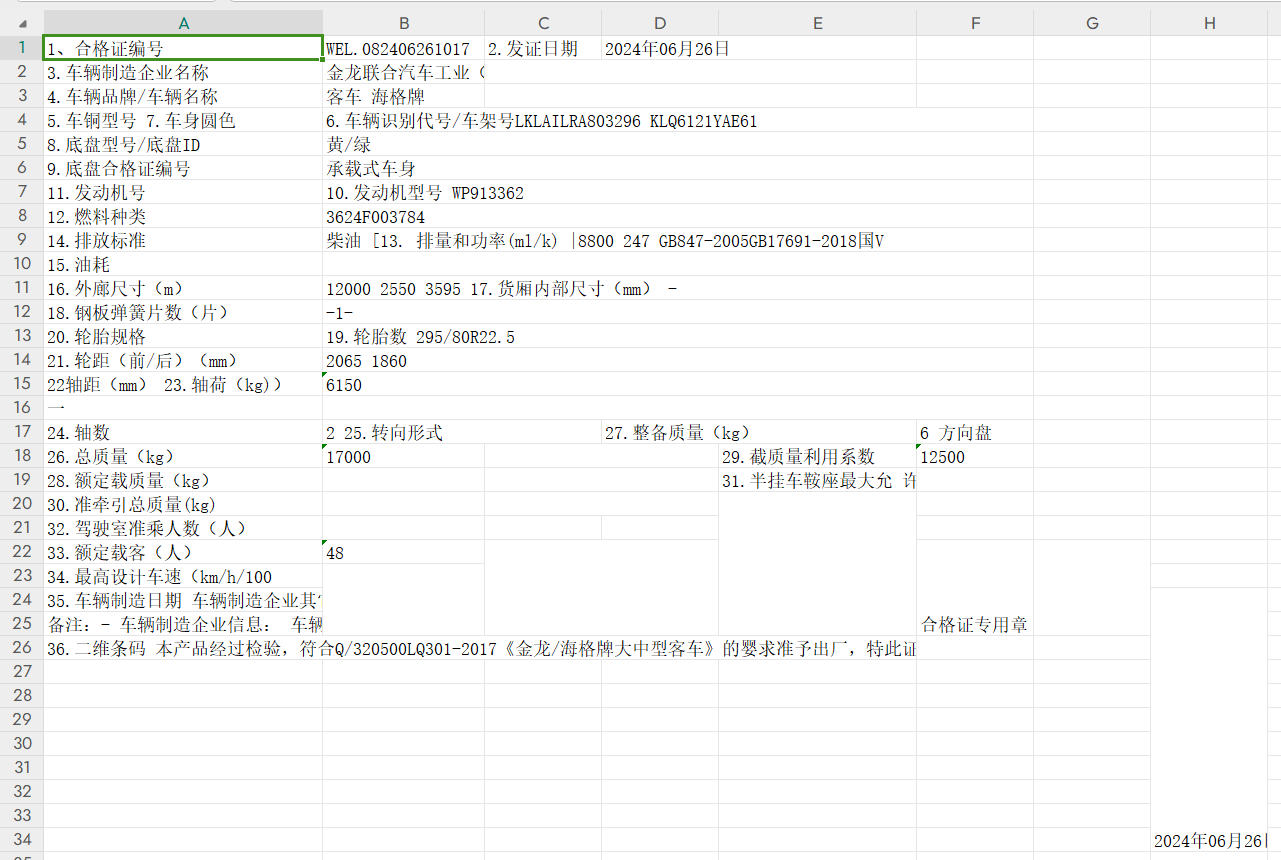 A B C D E F G H
1 1、合格证编号 WEL.082406261017 2.发证日期 2024年06月26日
2 3.车辆制造企业名称 金龙联合汽车工业（
3 4.车辆品牌/车辆名称 客车 海格牌
4 5.车铜型号 7.车身圆色 6.车辆识别代号/车架号LKLAILRA803296 KLQ6121YAE61
5 8.底盘型号/底盘ID 黄/绿
6 9.底盘合格证编号 承载式车身
7 11.发动机号 10.发动机型号 WP913362
8 12.燃料种类 3624F003784
9 14.排放标准 柴油 [13. 排量和功率(ml/k) |8800 247 GB847-2005GB17691-2018国V
10 15.油耗
11 16.外廊尺寸（m） 12000 2550 3595 17.货厢内部尺寸（mm） -
12 18.钢板弹簧片数（片） -1-
13 20.轮胎规格 19.轮胎数 295/80R22.5
14 21.轮距（前/后）（mm） 2065 1860
15 22轴距（mm） 23.轴荷（kg)） 6150
16 一
17 24.轴数 2 25.转向形式 27.整备质量（kg） 6 方向盘
18 26.总质量（kg） 17000 29.截质量利用系数 12500
19 28.额定载质量（kg） 31.半挂车鞍座最大允 许
20 30.准牵引总质量(kg)
21 32.驾驶室准乘人数（人）
22 33.额定载客（人） 48
23 34.最高设计车速（km/h/100
24 35.车辆制造日期 车辆制造企业其
25 备注：- 车辆制造企业信息： 车辆 合格证专用章
26 36.二维条码 本产品经过检验，符合Q/320500LQ301-2017《金龙/海格牌大中型客车》的婴求准予出厂，特此证
27
28
29
30
31
32
33
34 2024年06月26